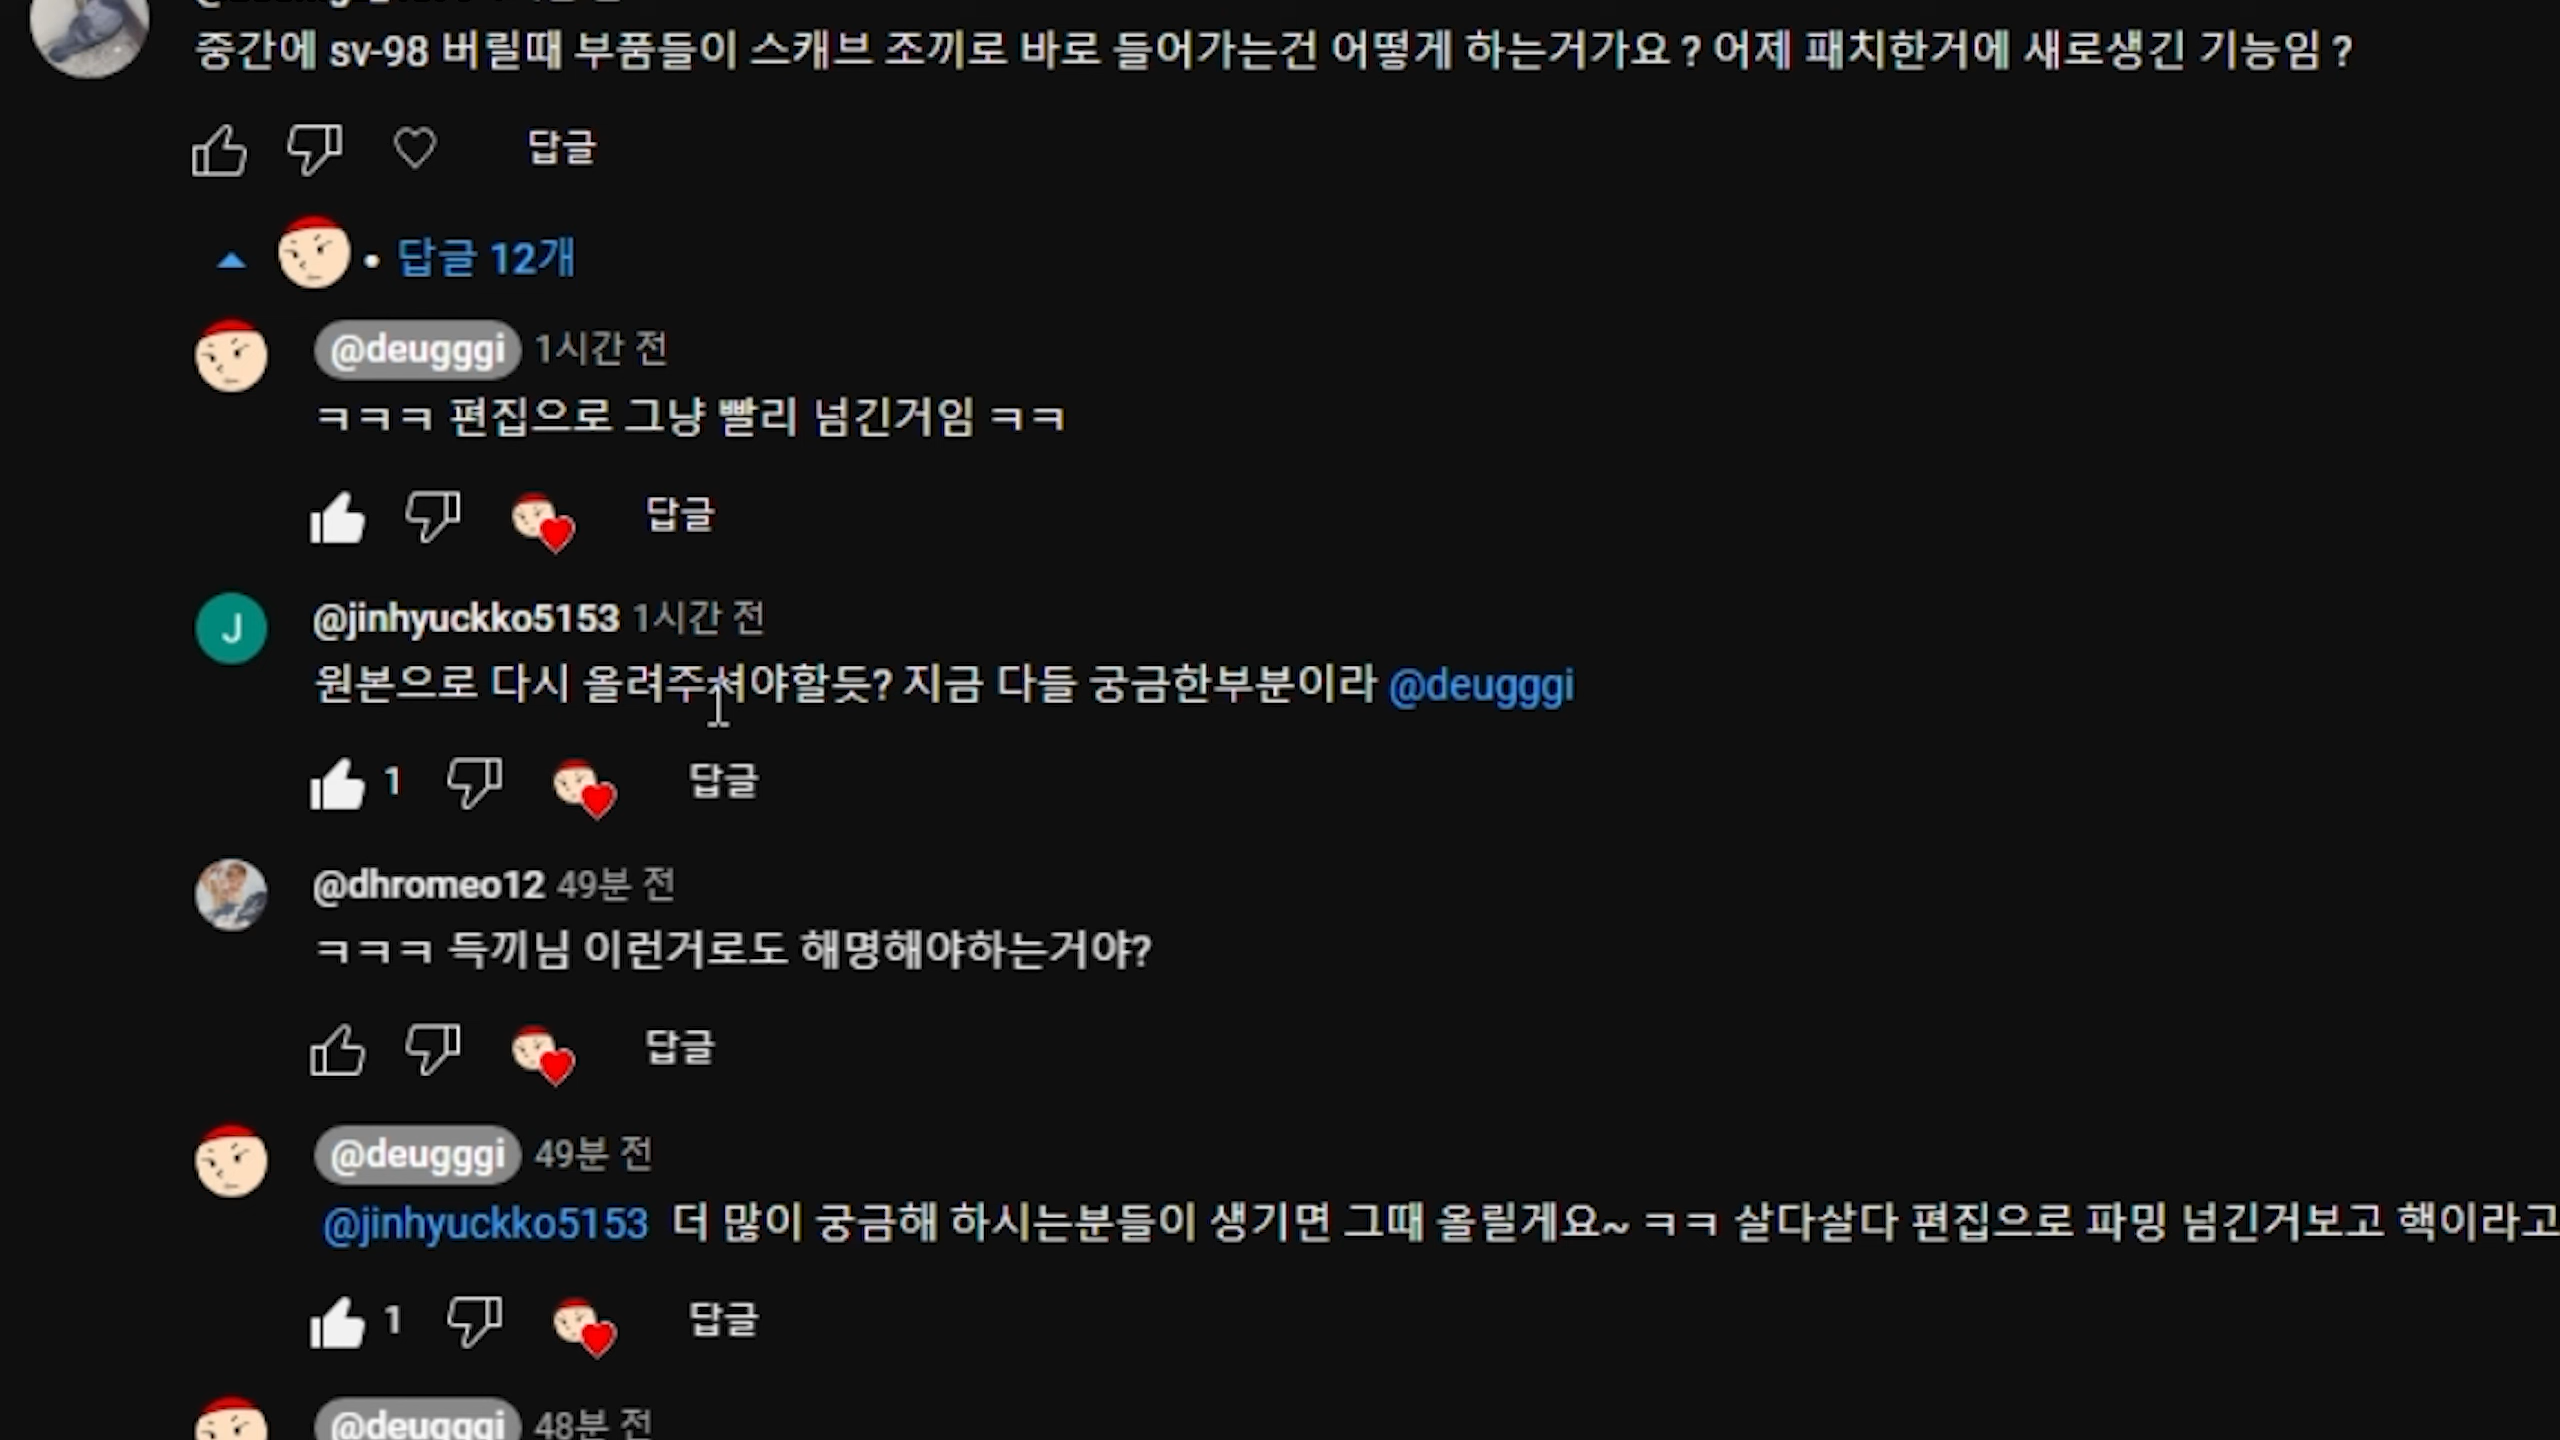 중간에 sv-98 버릴때 부품들이 스캐브 조끼로 바로 들어가는건 어떻게 하는거가요 ? 어제 패치한거에 새로생긴 기능임 ?
답글
답글 12개
@deugggi 1시간 전
ㅋㅋㅋ 편집으로 그냥 빨리 넘긴거임 ㅋㅋ
답글
J
@jinhyuckko5153 1시간 전
원본으로 다시 올려주셔야할듯? 지금 다들 궁금한부분이라 @deugggi
1 답글
@dhromeo12 49분 전
ㅋㅋㅋ 득끼님 이런거로도 해명해야하는거야?
답글
@deugggi 49분 전
@jinhyuckko5153 더 많이 궁금해 하시는분들이 생기면 그때 올릴게요~ ㅋㅋ 살다살다 편집으로 파밍 넘긴거보고 핵이라고
1 답글
@deugggi 48분 전